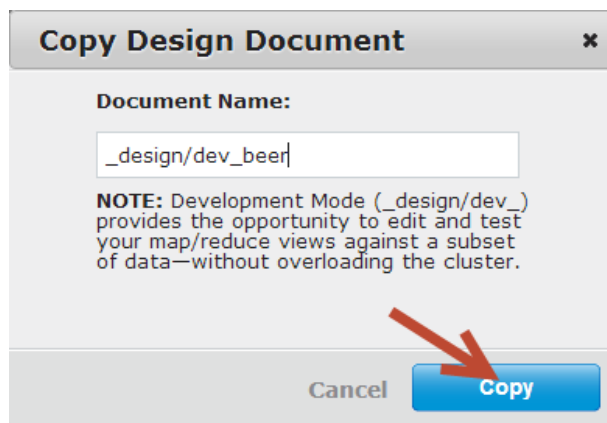 Copy Design Document ×
Document Name:
_design/dev_beer
NOTE: Development Mode (_design/dev_)
provides the opportunity to edit and test
your map/reduce views against a subset
of data—without overloading the cluster.
Cancel Copy